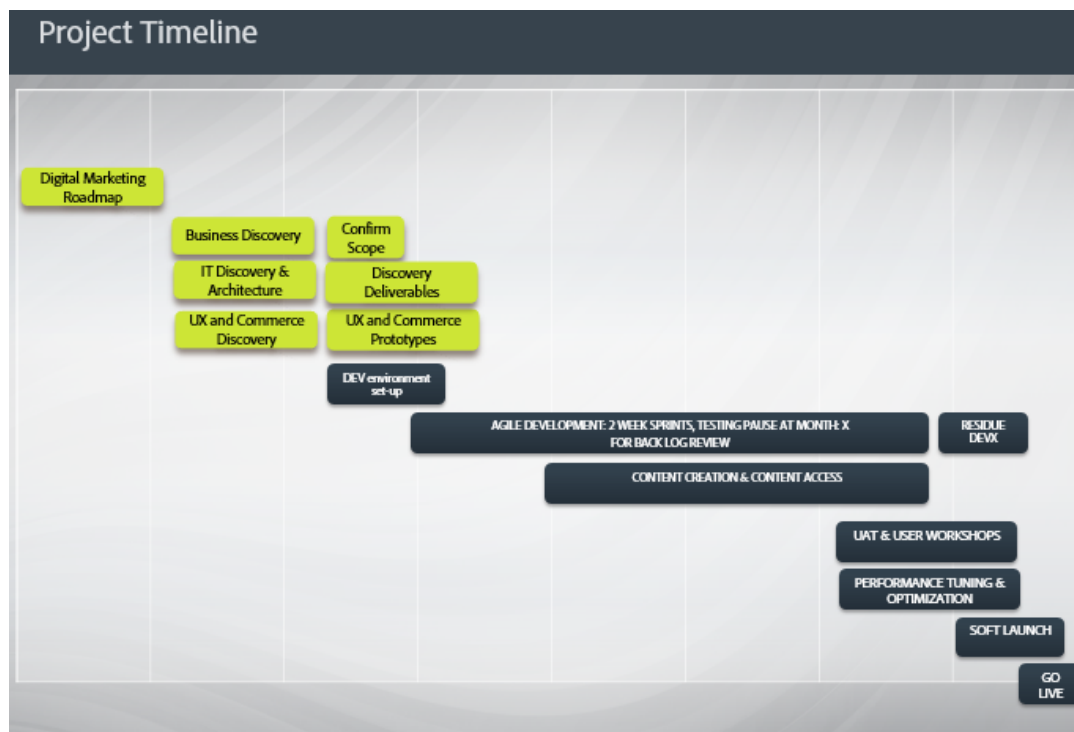 Project Timeline
Digital Marketing
Roadmap
Business Discovery
Confirm
Scope
IT Discovery &
Architecture
Discovery
Deliverables
UX and Commerce
Discovery
UX and Commerce
Prototypes
DEV environment
set-up
AGILE DEVELOPMENT: 2 WEEK SPRINTS, TESTING PAUSE AT MONTH: X
FOR BACK LOG REVIEW
RESIDUE
DEVX
CONTENT CREATION & CONTENT ACCESS
UAT & USER WORKSHOPS
PERFORMANCE TUNING &
OPTIMIZATION
SOFT LAUNCH
GO
LIVE